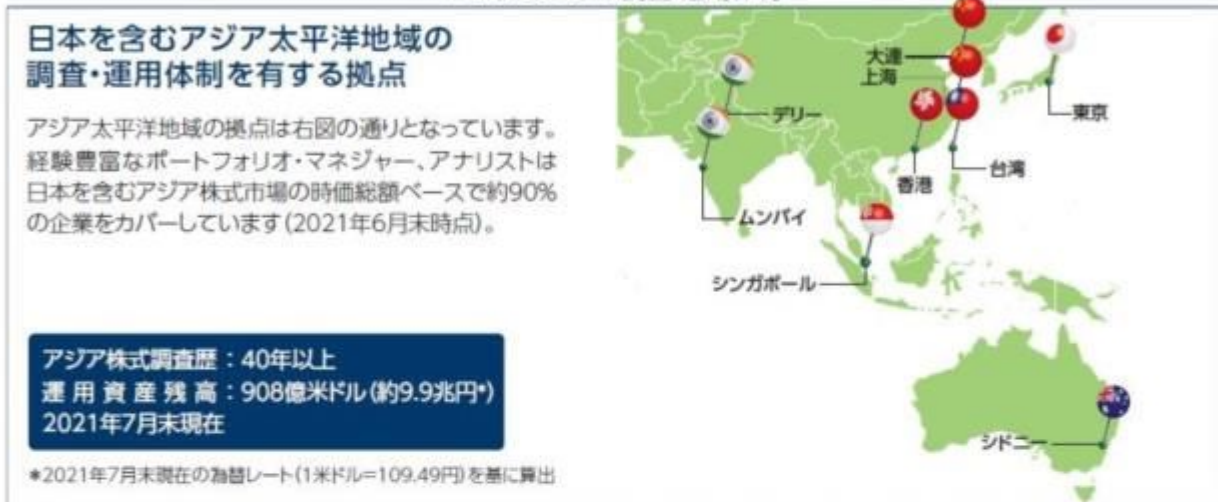 日本を含むアジア太平洋地域の
調査・運用体制を有する拠点
アジア太平洋地域の拠点は右図の通りとなっています。
経験豊富なポートフォリオ・マネジャー、アナリストは
日本を含むアジア株式市場の時価総額ベースで約90%
の企業をカバーしています(2021年6月末時点)。
アジア株式調査歴:40年以上
運用資産残高:908億米ドル(約9.9兆円*)
2021年7月末現在
*2021年7月末現在の為替レート(1米ドル=109.49円)を基に算出
大連
上海
デリー
東京
香港
台湾
ムンバイ
シンガポール
シドニー